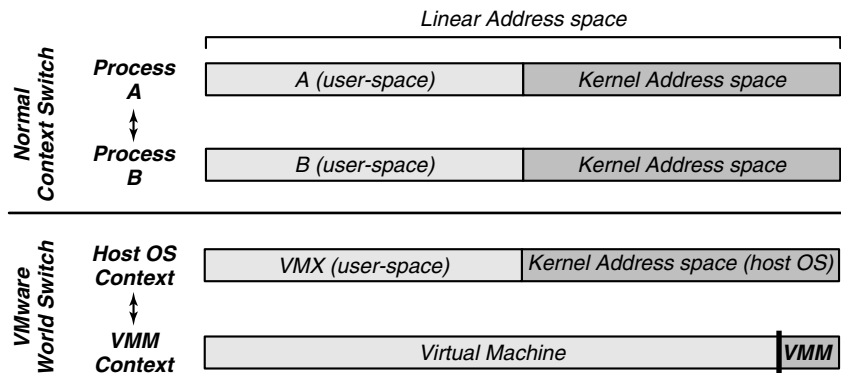 Linear Address space
Normal
Context Switch
Process
A
A (user-space)
Kernel Address space
Process
B
B (user-space)
Kernel Address space
VMware
World Switch
Host OS
Context
VMX (user-space)
Kernel Address space (host OS)
VMM
Context
Virtual Machine
VMM